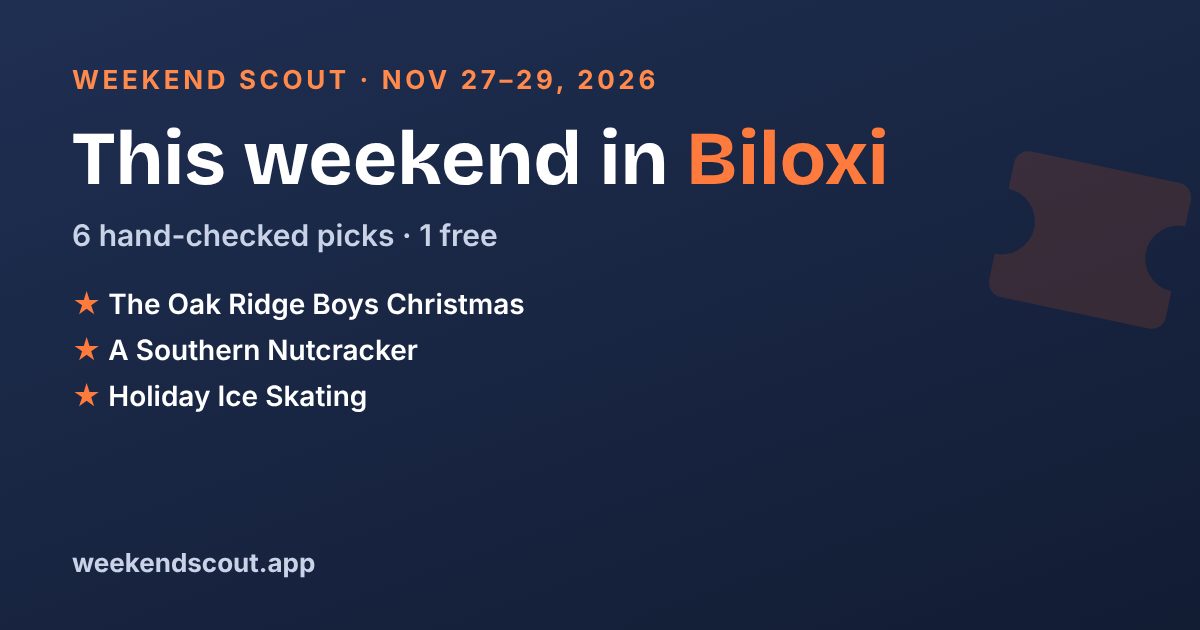 WEEKEND SCOUT · NOV 27–29, 2026
This weekend in Biloxi
6 hand-checked picks · 1 free
★ The Oak Ridge Boys Christmas
★ A Southern Nutcracker
★ Holiday Ice Skating
weekendscout.app